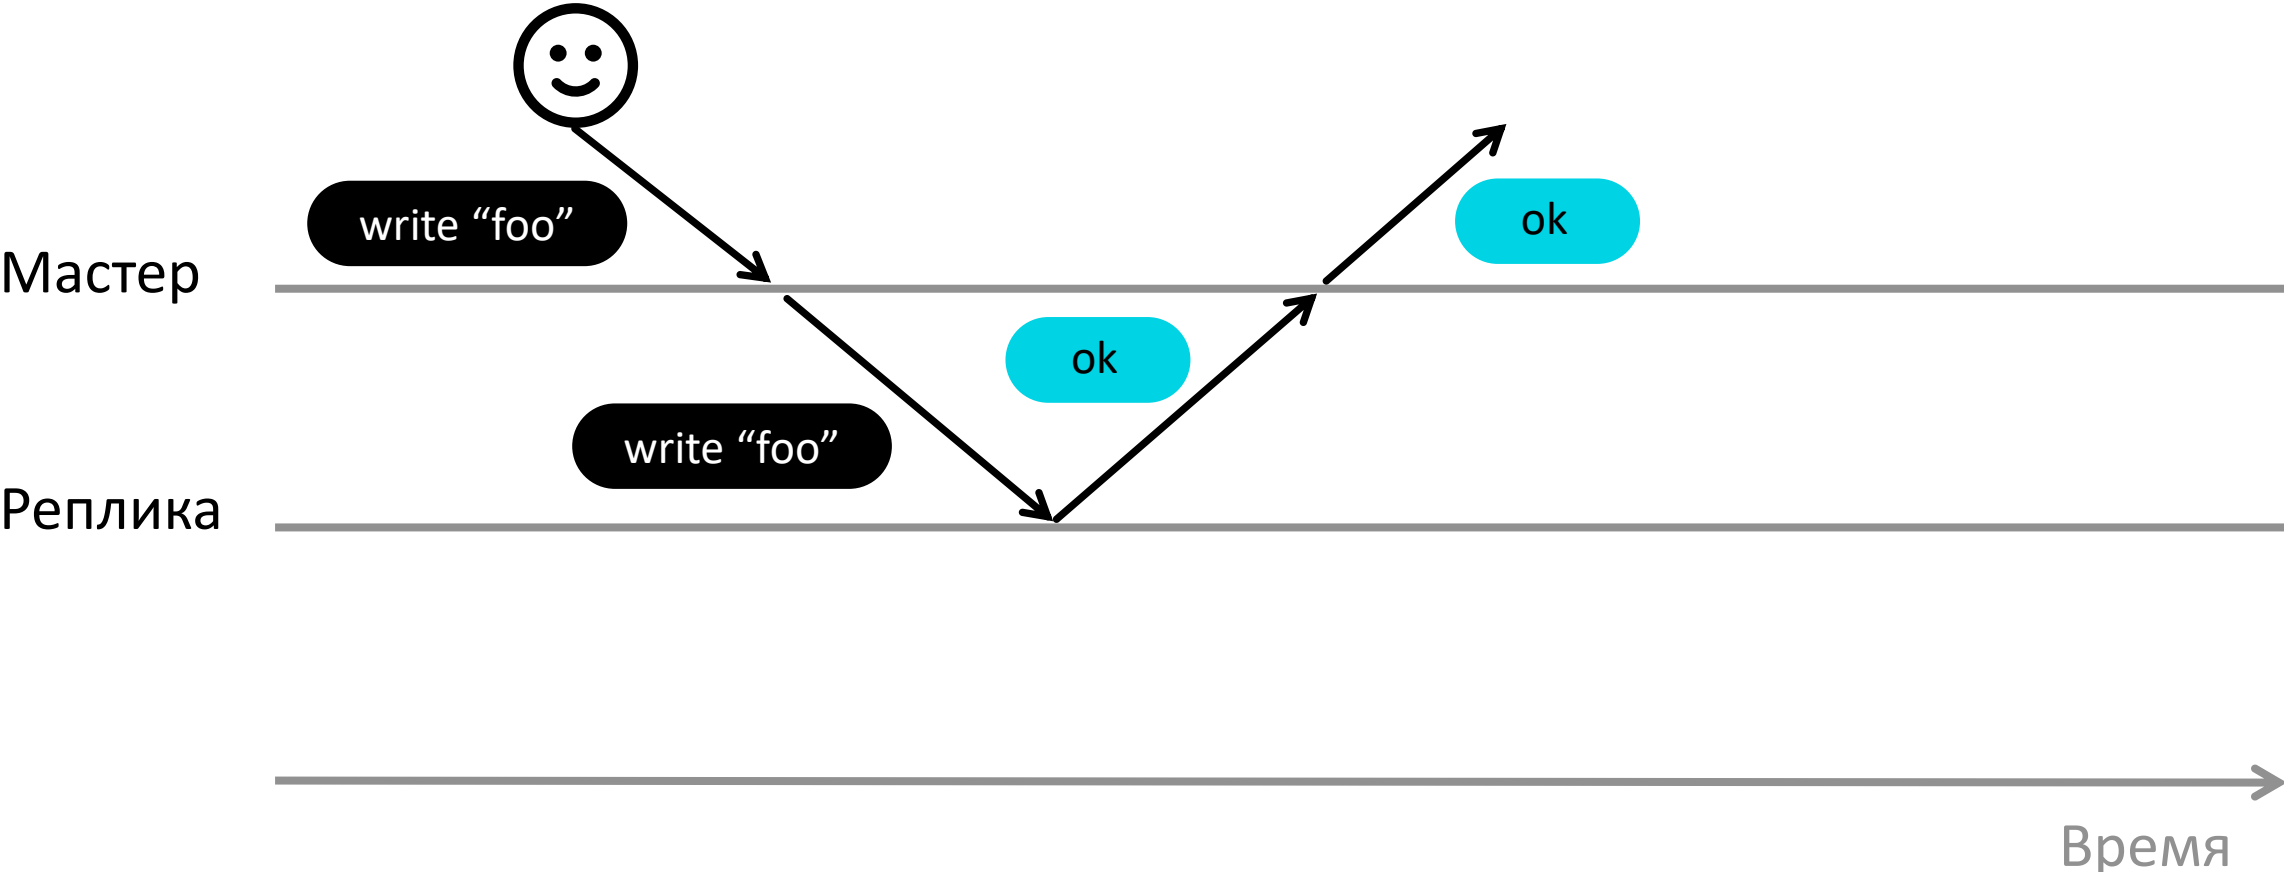 write “foo”
ok
Мастер
ok
write “foo”
Реплика
Время